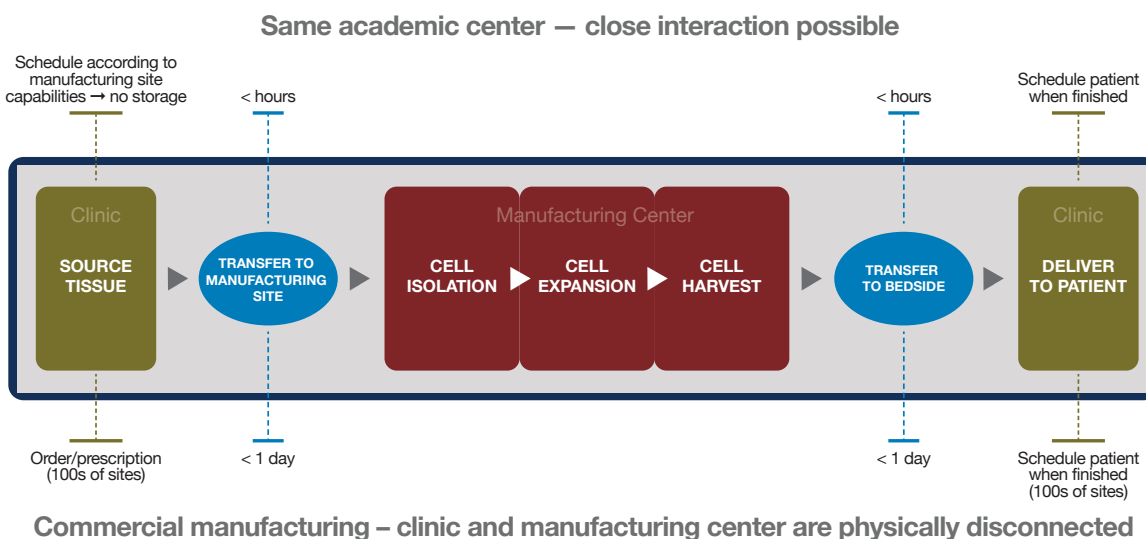 Same academic center — close interaction possible
Schedule according to
manufacturing site
capabilities → no storage
< hours
< hours
Schedule patient
when finished
Clinic
SOURCE
TISSUE
TRANSFER TO
MANUFACTURING
SITE
Manufacturing Center
CELL
ISOLATION
CELL
EXPANSION
CELL
HARVEST
TRANSFER
TO BEDSIDE
Clinic
DELIVER
TO PATIENT
Order/prescription
(100s of sites)
< 1 day
< 1 day
Schedule patient
when finished
(100s of sites)
Commercial manufacturing – clinic and manufacturing center are physically disconnected